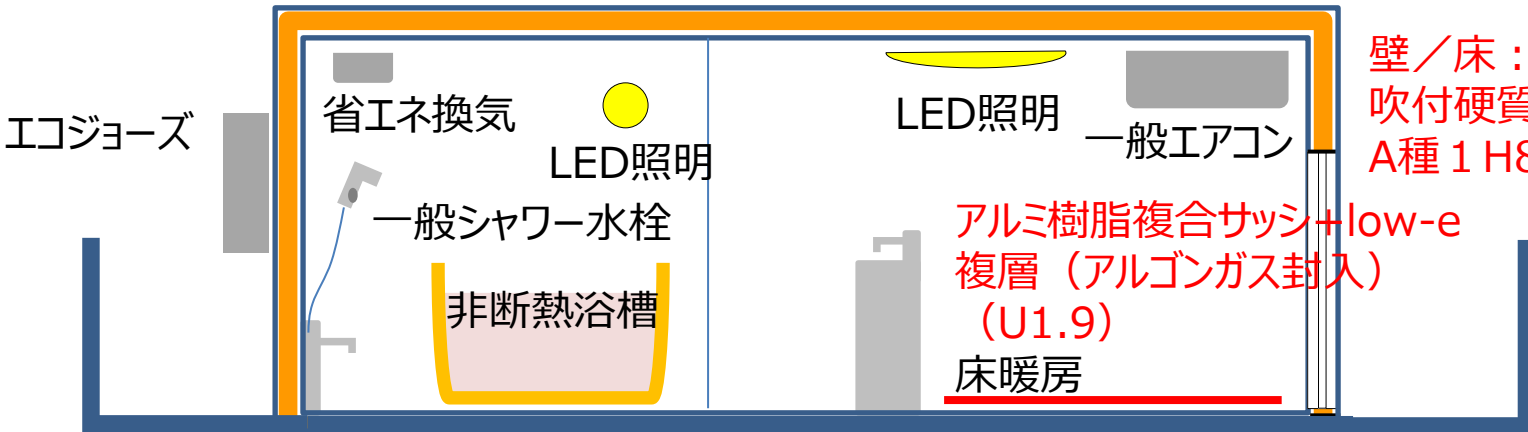 エコジョーズ
省エネ換気
LED照明
一般シャワー水栓
非断熱浴槽
LED照明
一般エアコン
アルミ樹脂複合サッシ+low-e
複層（アルゴンガス封入）
（U1.9）
床暖房
壁／床：
吹付硬質
A種１H8